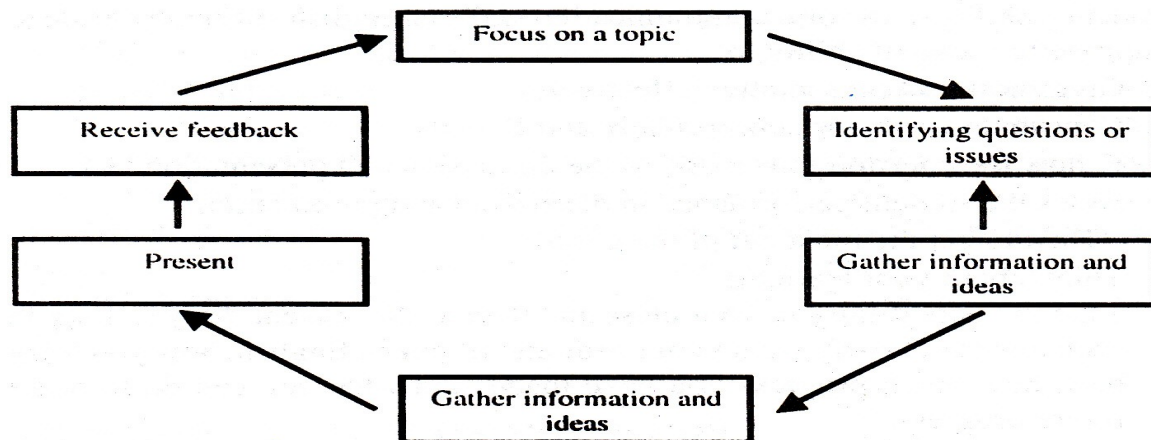 Focus on a topic
Receive feedback
Identifying questions or
issues
Present
Gather information and
ideas
Gather information and
ideas